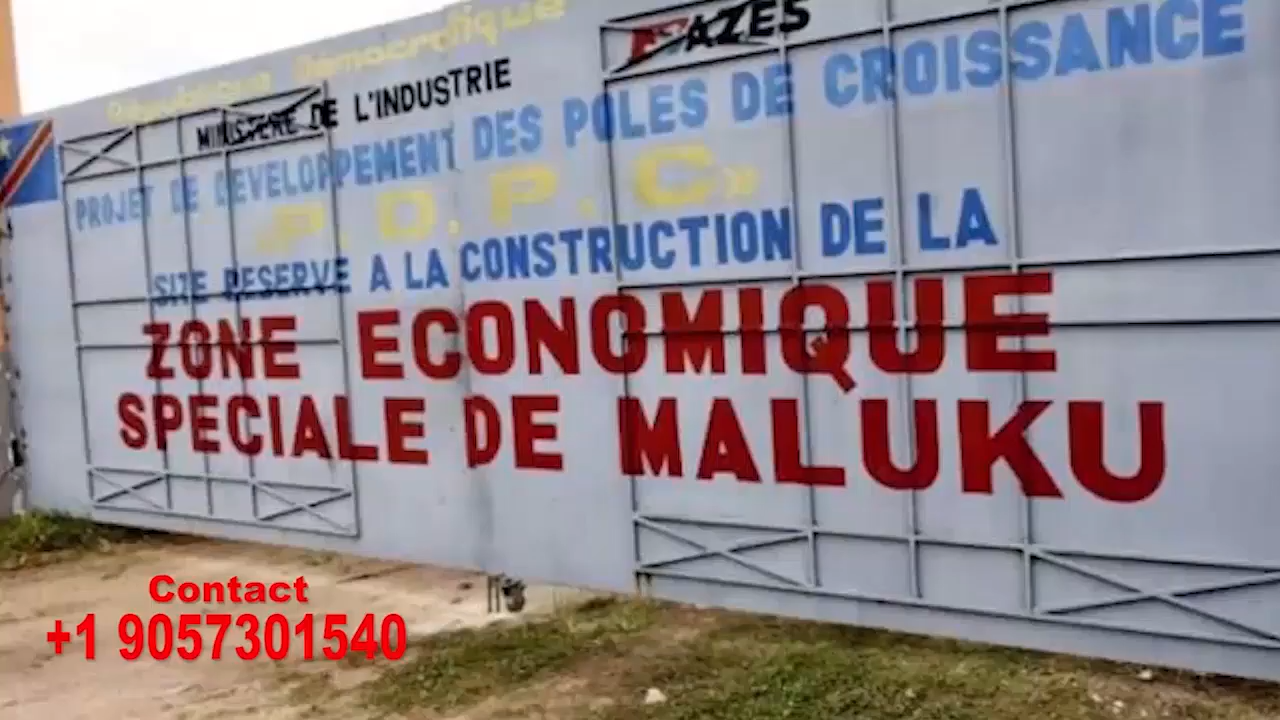 République Démocratique
AZES
MINISTERE DE L'INDUSTRIE
PROJET DE DEVELOPPEMENT DES POLES DE CROISSANCE
«P.D.P.C»
SITE RESERVE A LA CONSTRUCTION DE LA
ZONE ECONOMIQUE
SPECIALE DE MALUKU
Contact
+1 9057301540